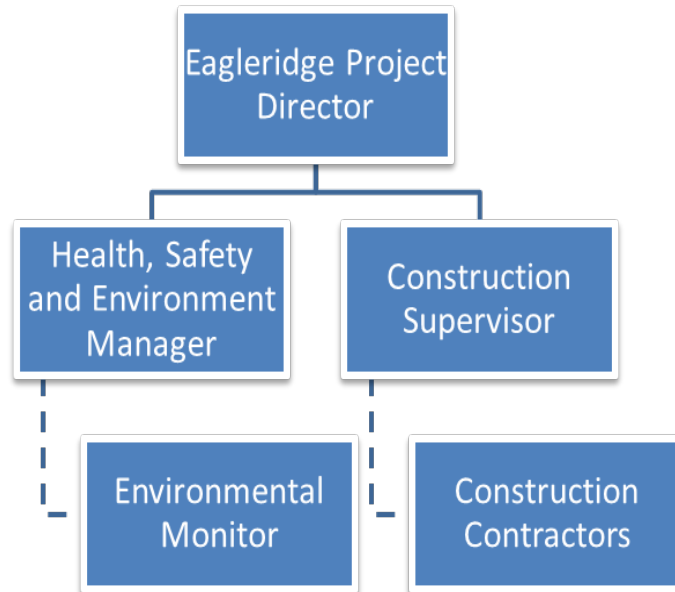 Eagleridge Project
Director
Health, Safety
and Environment
Manager
Construction
Supervisor
Environmental
Monitor
Construction
Contractors